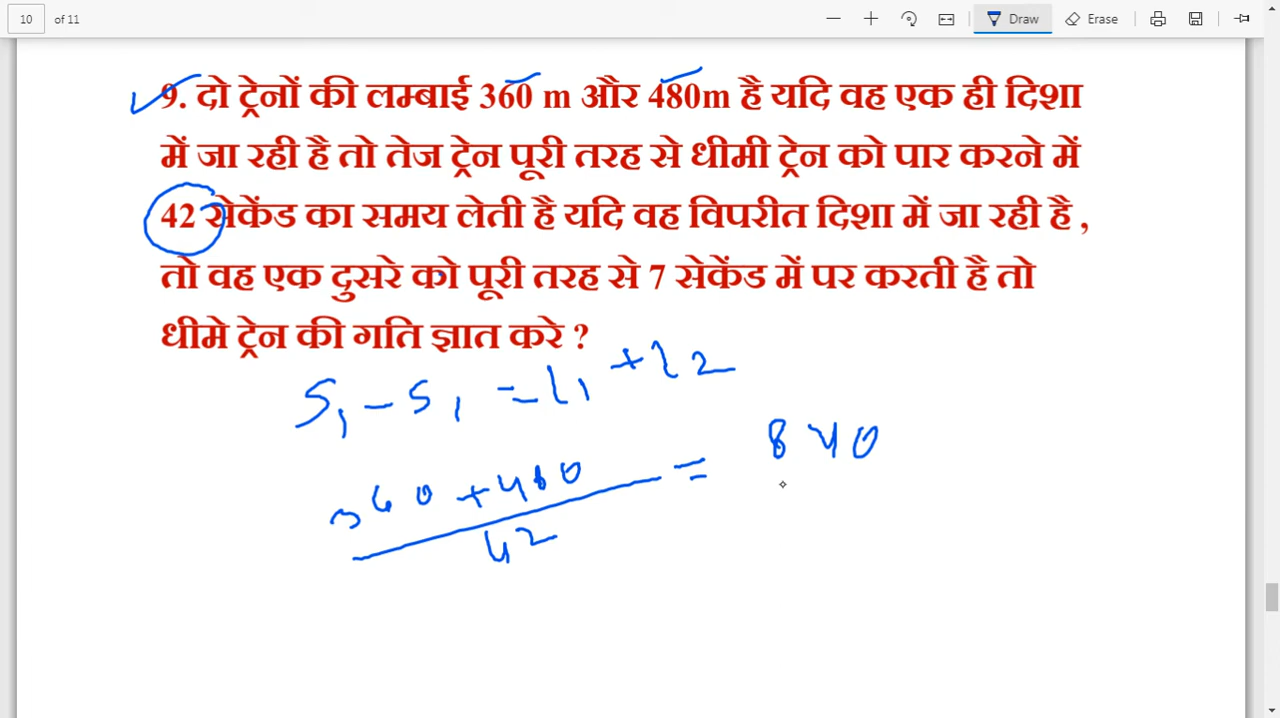 10 of 11 Draw Erase
9. दो ट्रेनों की लम्बाई 360 m और 480m है यदि वह एक ही दिशा
में जा रही है तो तेज ट्रेन पूरी तरह से धीमी ट्रेन को पार करने में
42 सेकेंड का समय लेती है यदि वह विपरीत दिशा में जा रही है ,
तो वह एक दुसरे को पूरी तरह से 7 सेकेंड में पर करती है तो
धीमे ट्रेन की गति ज्ञात करे ?
S1 - S1 = l1 + l2
360 + 480 = 840
42